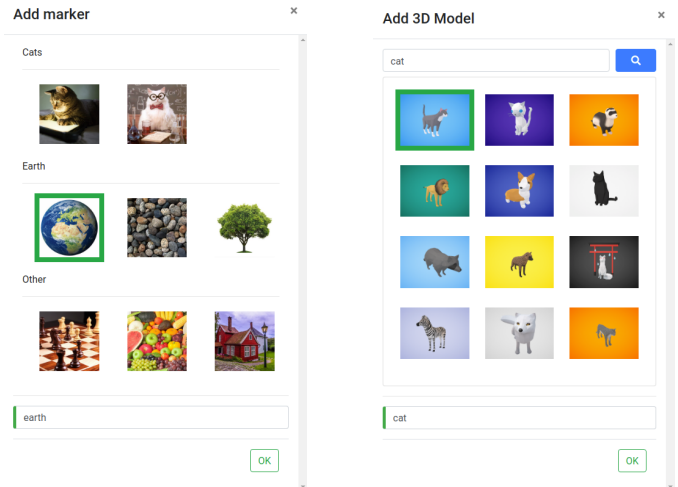 Add marker
×
Cats
Earth
Other
earth
OK
Add 3D Model
×
cat
cat
OK